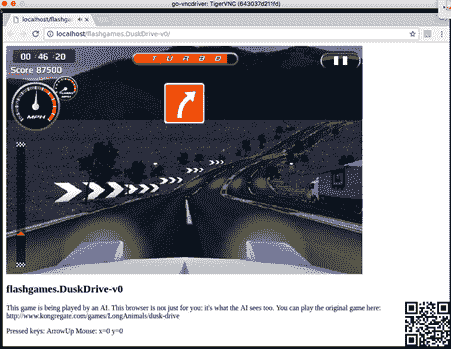 go-vncdriver: TigerVNC (643037d21ffd)
localhost/flashga
localhost/flashgames.DuskDrive-v0/
00 : 46 : 20
TURBO
Score 87500
MPH
flashgames.DuskDrive-v0
This game is being played by an AI. This browser is not just for you: it's what the AI sees too. You can play the original game here:
http://www.kongregate.com/games/LongAnimals/dusk-drive
Pressed keys: ArrowUp Mouse: x=0 y=0